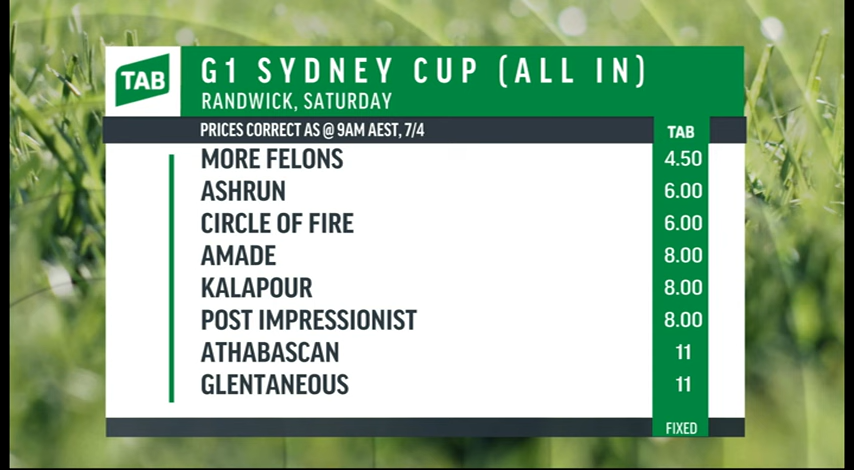 TAB
G1 SYDNEY CUP (ALL IN)
RANDWICK, SATURDAY
PRICES CORRECT AS @ 9AM AEST, 7/4 TAB
MORE FELONS 4.50
ASHRUN 6.00
CIRCLE OF FIRE 6.00
AMADE 8.00
KALAPOUR 8.00
POST IMPRESSIONIST 8.00
ATHABASCAN 11
GLENTANEOUS 11
FIXED